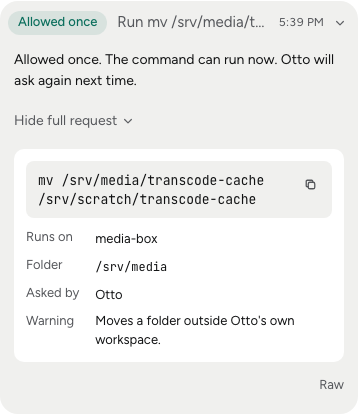 Allowed once Run mv /srv/media/t... 5:39 PM
Allowed once. The command can run now. Otto will
ask again next time.
Hide full request
mv /srv/media/transcode-cache
/srv/scratch/transcode-cache
Runs on media-box
Folder /srv/media
Asked by Otto
Warning Moves a folder outside Otto's own
workspace.
Raw